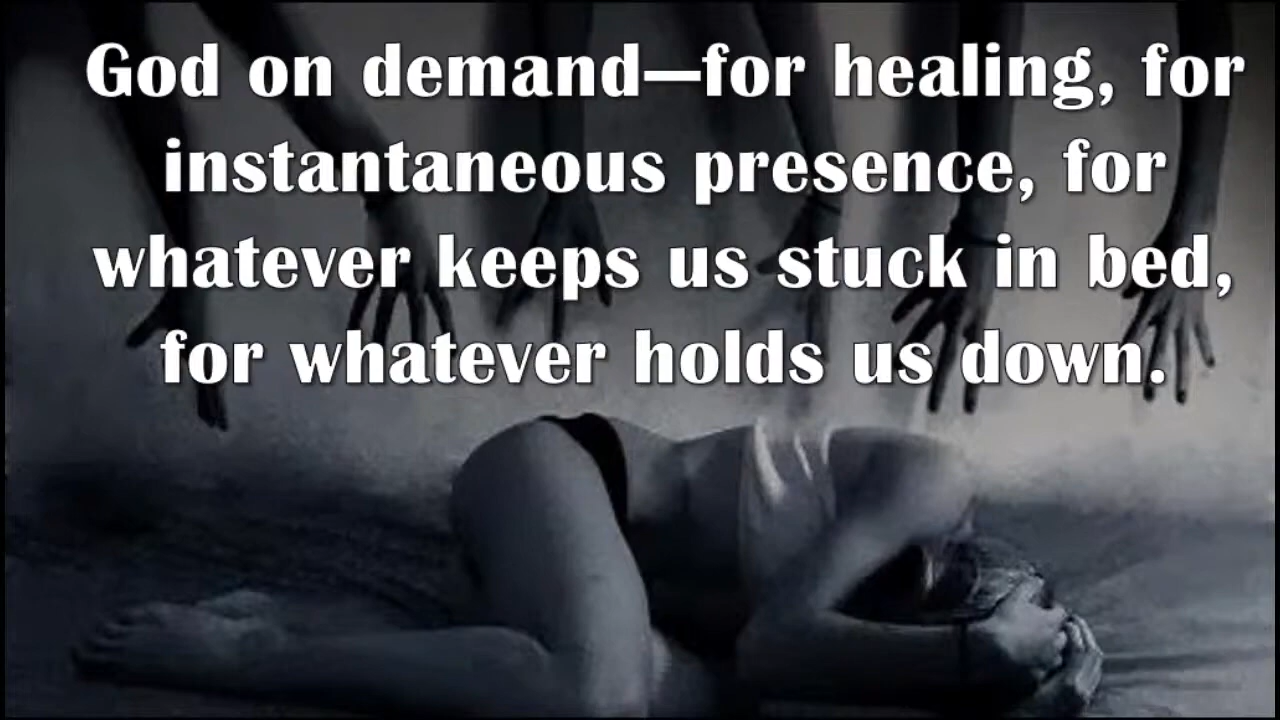 God on demand—for healing, for
instantaneous presence, for
whatever keeps us stuck in bed,
for whatever holds us down.